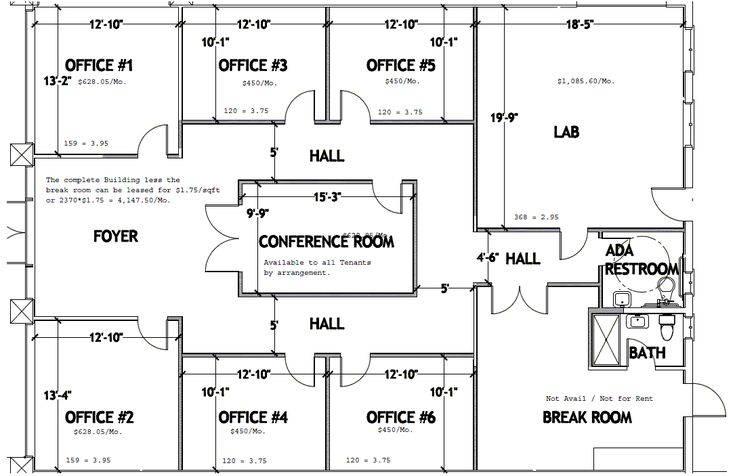 12'-10"
12'-10"
12'-10"
18'-5"
10'-1"
10'-1"
OFFICE #1
$628.05/Mo.
OFFICE #3
$450/Mo.
OFFICE #5
$450/Mo.
$1,085.60/Mo.
13'-2"
120 = 3.75
120 = 3.75
19'-9"
LAB
159 = 3.95
5'
HALL
The complete Building less the
break room can be leased for $1.75/sqft
or 2370*$1.75 = 4,147.50/Mo.
15'-3"
9'-9"
368 = 2.95
FOYER
CONFERENCE ROOM
Available to all Tenants
by arrangement.
4'-6"
HALL
ADA
RESTROOM
5'
12'-10"
5'
HALL
BATH
12'-10"
12'-10"
13'-4"
10'-1"
10'-1"
Not Avail / Not for Rent
OFFICE #2
$628.05/Mo.
OFFICE #4
$450/Mo.
OFFICE #6
$450/Mo.
BREAK ROOM
159 = 3.95
120 = 3.75
120 = 3.75